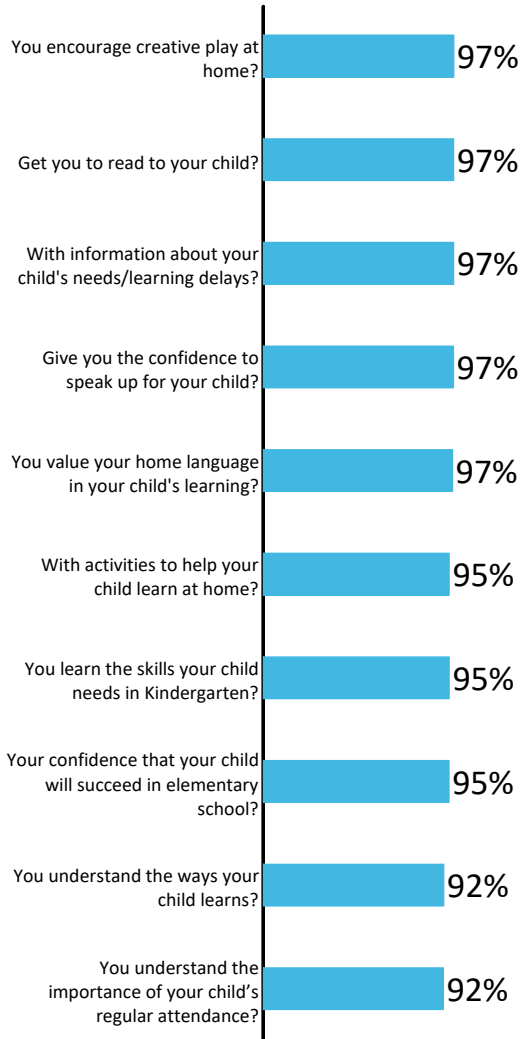 You encourage creative play at
home?
97%
Get you to read to your child?
97%
With information about your
child's needs/learning delays?
97%
Give you the confidence to
speak up for your child?
97%
You value your home language
in your child's learning?
97%
With activities to help your
child learn at home?
95%
You learn the skills your child
needs in Kindergarten?
95%
Your confidence that your child
will succeed in elementary
school?
95%
You understand the ways your
child learns?
92%
You understand the
importance of your child’s
regular attendance?
92%